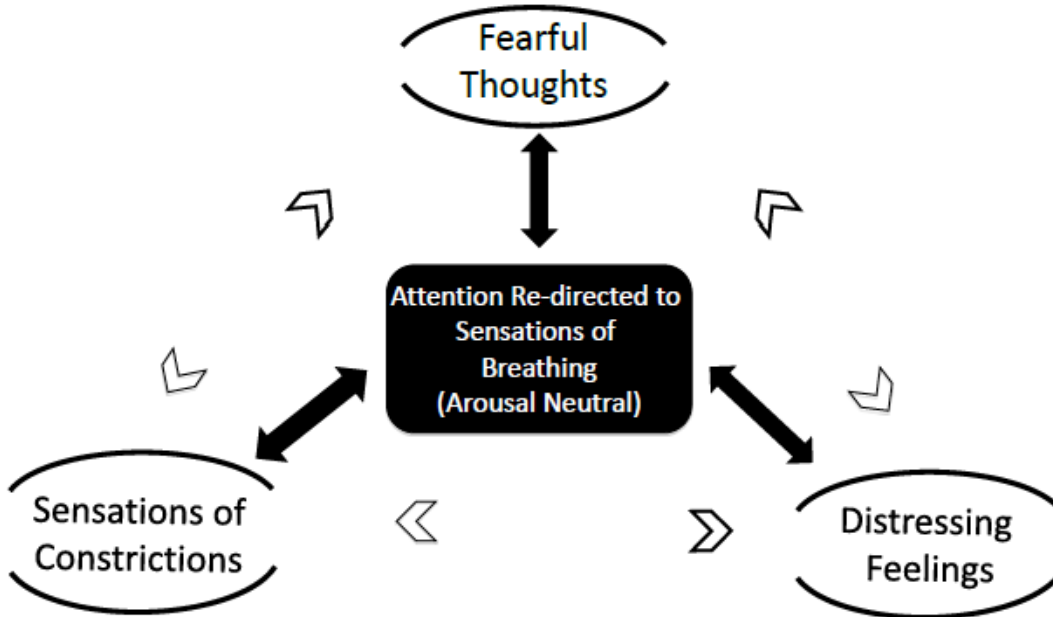 Fearful
Thoughts
Attention Re-directed to
Sensations of
Breathing
(Arousal Neutral)
Sensations of
Constrictions
Distressing
Feelings